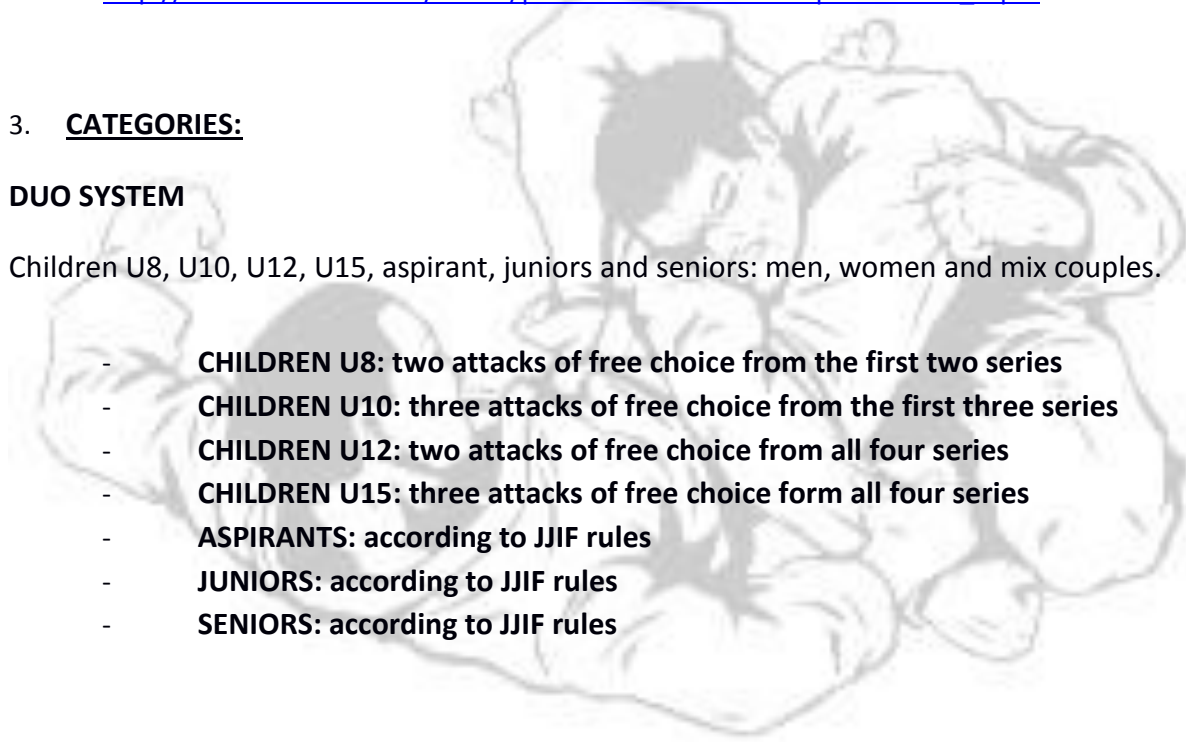 3. CATEGORIES:
DUO SYSTEM
Children U8, U10, U12, U15, aspirant, juniors and seniors: men, women and mix couples.
- CHILDREN U8: two attacks of free choice from the first two series
- CHILDREN U10: three attacks of free choice from the first three series
- CHILDREN U12: two attacks of free choice from all four series
- CHILDREN U15: three attacks of free choice form all four series
- ASPIRANTS: according to JJIF rules
- JUNIORS: according to JJIF rules
- SENIORS: according to JJIF rules